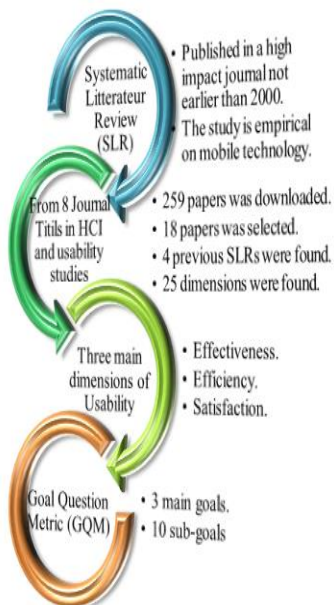 Systematic
Litterateur
Review
(SLR)
• Published in a high
impact journal not
earlier than 2000.
• The study is empirical
on mobile technology.
From 8 Journal
Titils in HCI
and usability
studies
• 259 papers was downloaded.
• 18 papers was selected.
• 4 previous SLRs were found.
• 25 dimensions were found.
Three main
dimensions of
Usability
• Effectiveness.
• Efficiency.
• Satisfaction.
Goal Question
Metric (GQM)
• 3 main goals.
• 10 sub-goals